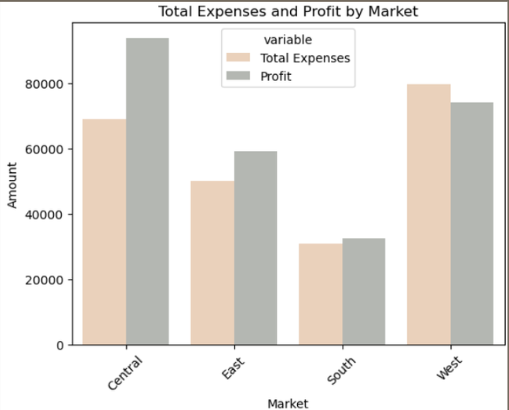 Total Expenses and Profit by Market
variable
Total Expenses
Profit
Amount
80000
60000
40000
20000
0
Central
East
South
West
Market